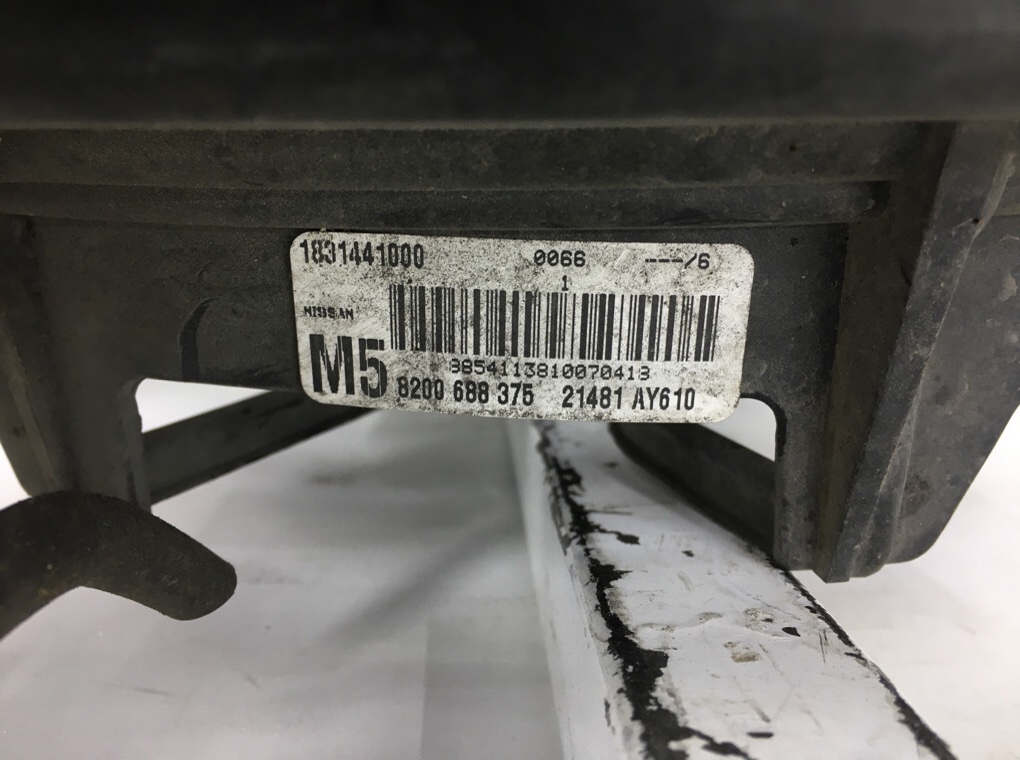 1831441000 0066 ---/6
1
NISSAN
M5
3854113810070413
8200 688 375 21481 AY610